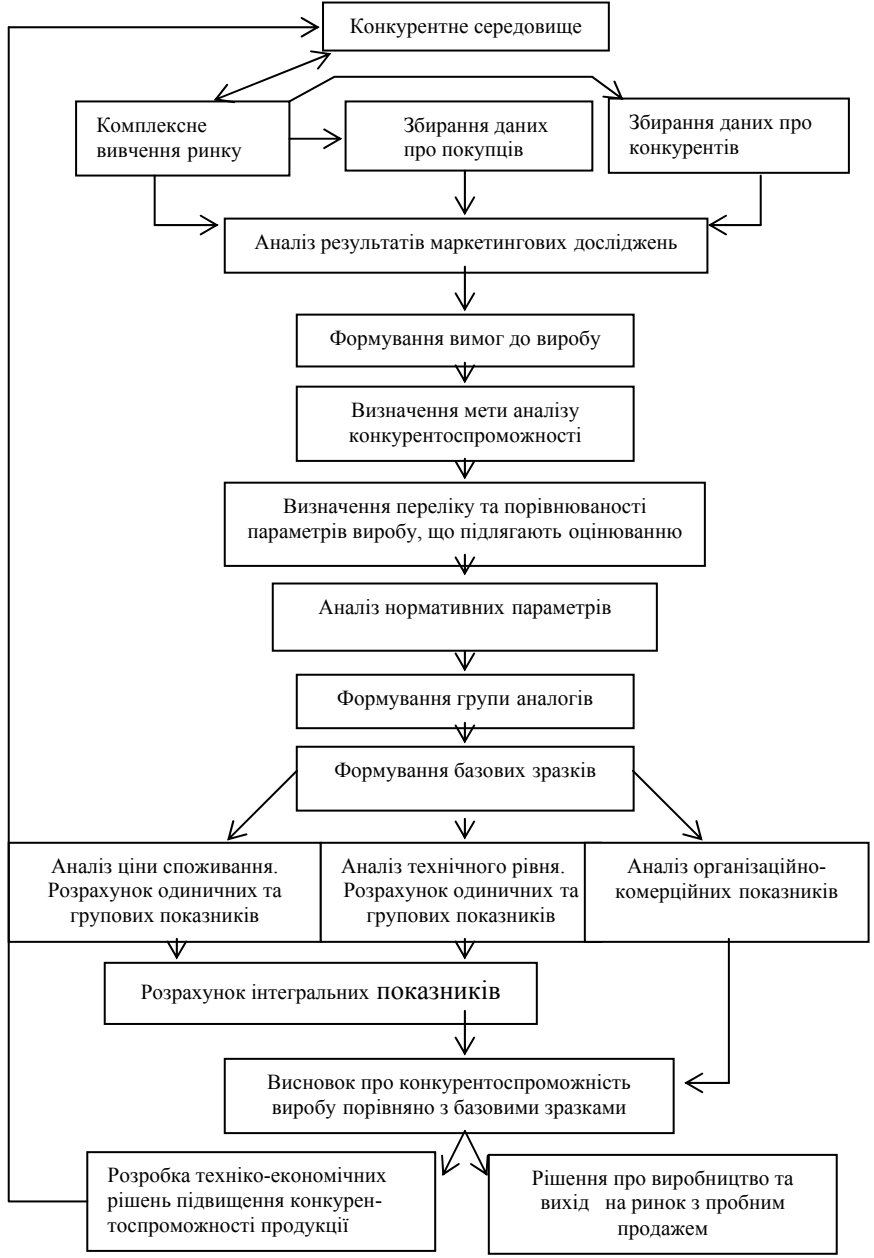 Конкурентне середовище
Комплексне
вивчення ринку
Збирання даних
про покупців
Збирання даних про
конкурентів
Аналіз результатів маркетингових досліджень
Формування вимог до виробу
Визначення мети аналізу
конкурентоспроможності
Визначення переліку та порівнюваності
параметрів виробу, що підлягають оцінюванню
Аналіз нормативних параметрів
Формування групи аналогів
Формування базових зразків
Аналіз ціни споживання.
Розрахунок одиничних та
групових показників
Аналіз технічного рівня.
Розрахунок одиничних та
групових показників
Аналіз організаційно-
комерційних показників
Розрахунок інтегральних показників
Висновок про конкурентоспроможність
виробу порівняно з базовими зразками
Розробка техніко-економічних
рішень підвищення конкурен-
тоспроможності продукції
Рішення про виробництво та
вихід на ринок з пробним
продажем